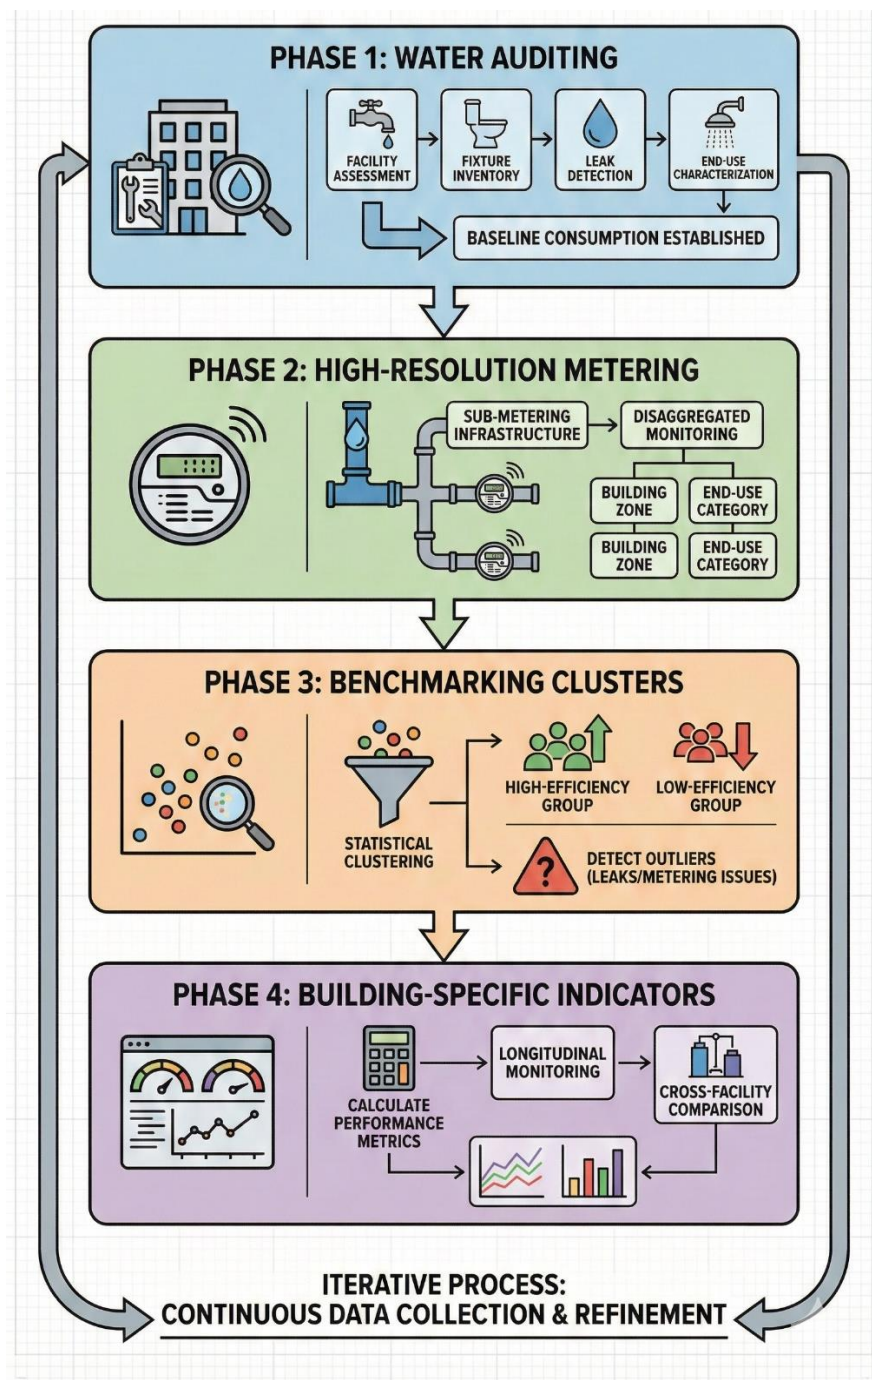 PHASE 1: WATER AUDITING
FACILITY
ASSESSMENT
FIXTURE
INVENTORY
LEAK
DETECTION
END-USE
CHARACTERIZATION
BASELINE CONSUMPTION ESTABLISHED
PHASE 2: HIGH-RESOLUTION METERING
SUB-METERING
INFRASTRUCTURE
DISAGGREGATED
MONITORING
BUILDING
ZONE
END-USE
CATEGORY
BUILDING
ZONE
END-USE
CATEGORY
PHASE 3: BENCHMARKING CLUSTERS
STATISTICAL
CLUSTERING
HIGH-EFFICIENCY
GROUP
LOW-EFFICIENCY
GROUP
?
DETECT OUTLIERS
(LEAKS/METERING ISSUES)
PHASE 4: BUILDING-SPECIFIC INDICATORS
CALCULATE
PERFORMANCE
METRICS
LONGITUDINAL
MONITORING
CROSS-FACILITY
COMPARISON
ITERATIVE PROCESS:
CONTINUOUS DATA COLLECTION & REFINEMENT